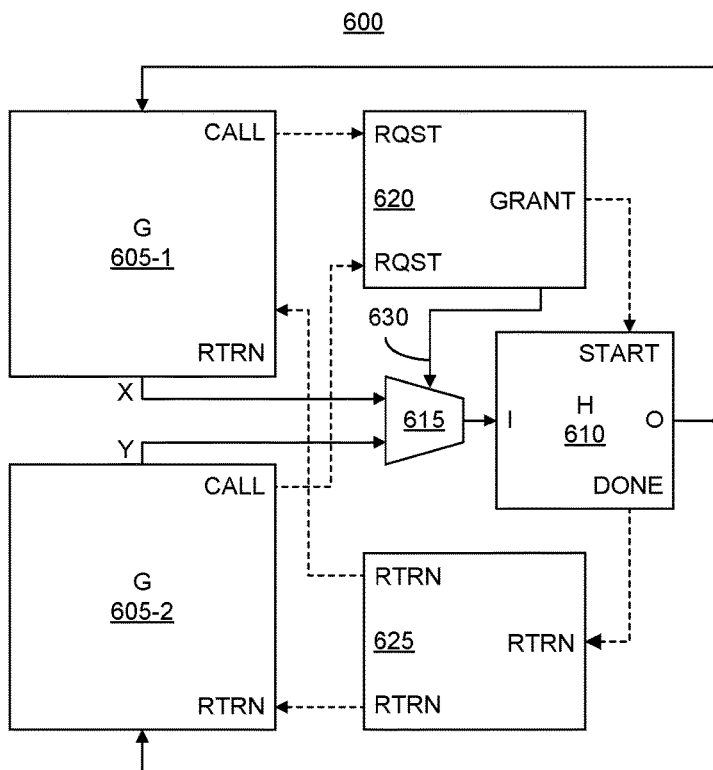 600
CALL
G
605-1
RTRN
RQST
620
GRANT
RQST
630
START
X
615
I
H
610
O
DONE
Y
CALL
G
605-2
RTRN
RTRN
625
RTRN
RTRN